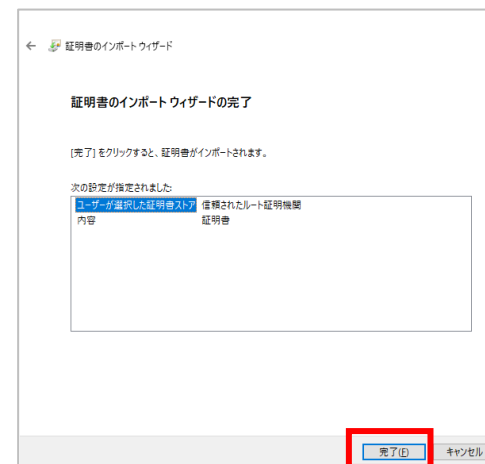 証明書のインポート ウィザード
証明書のインポート ウィザードの完了
[完了] をクリックすると、証明書がインポートされます。
次の設定が指定されました:
ユーザーが選択した証明書ストア 信頼されたルート証明機関
内容 証明書
完了(F) キャンセル